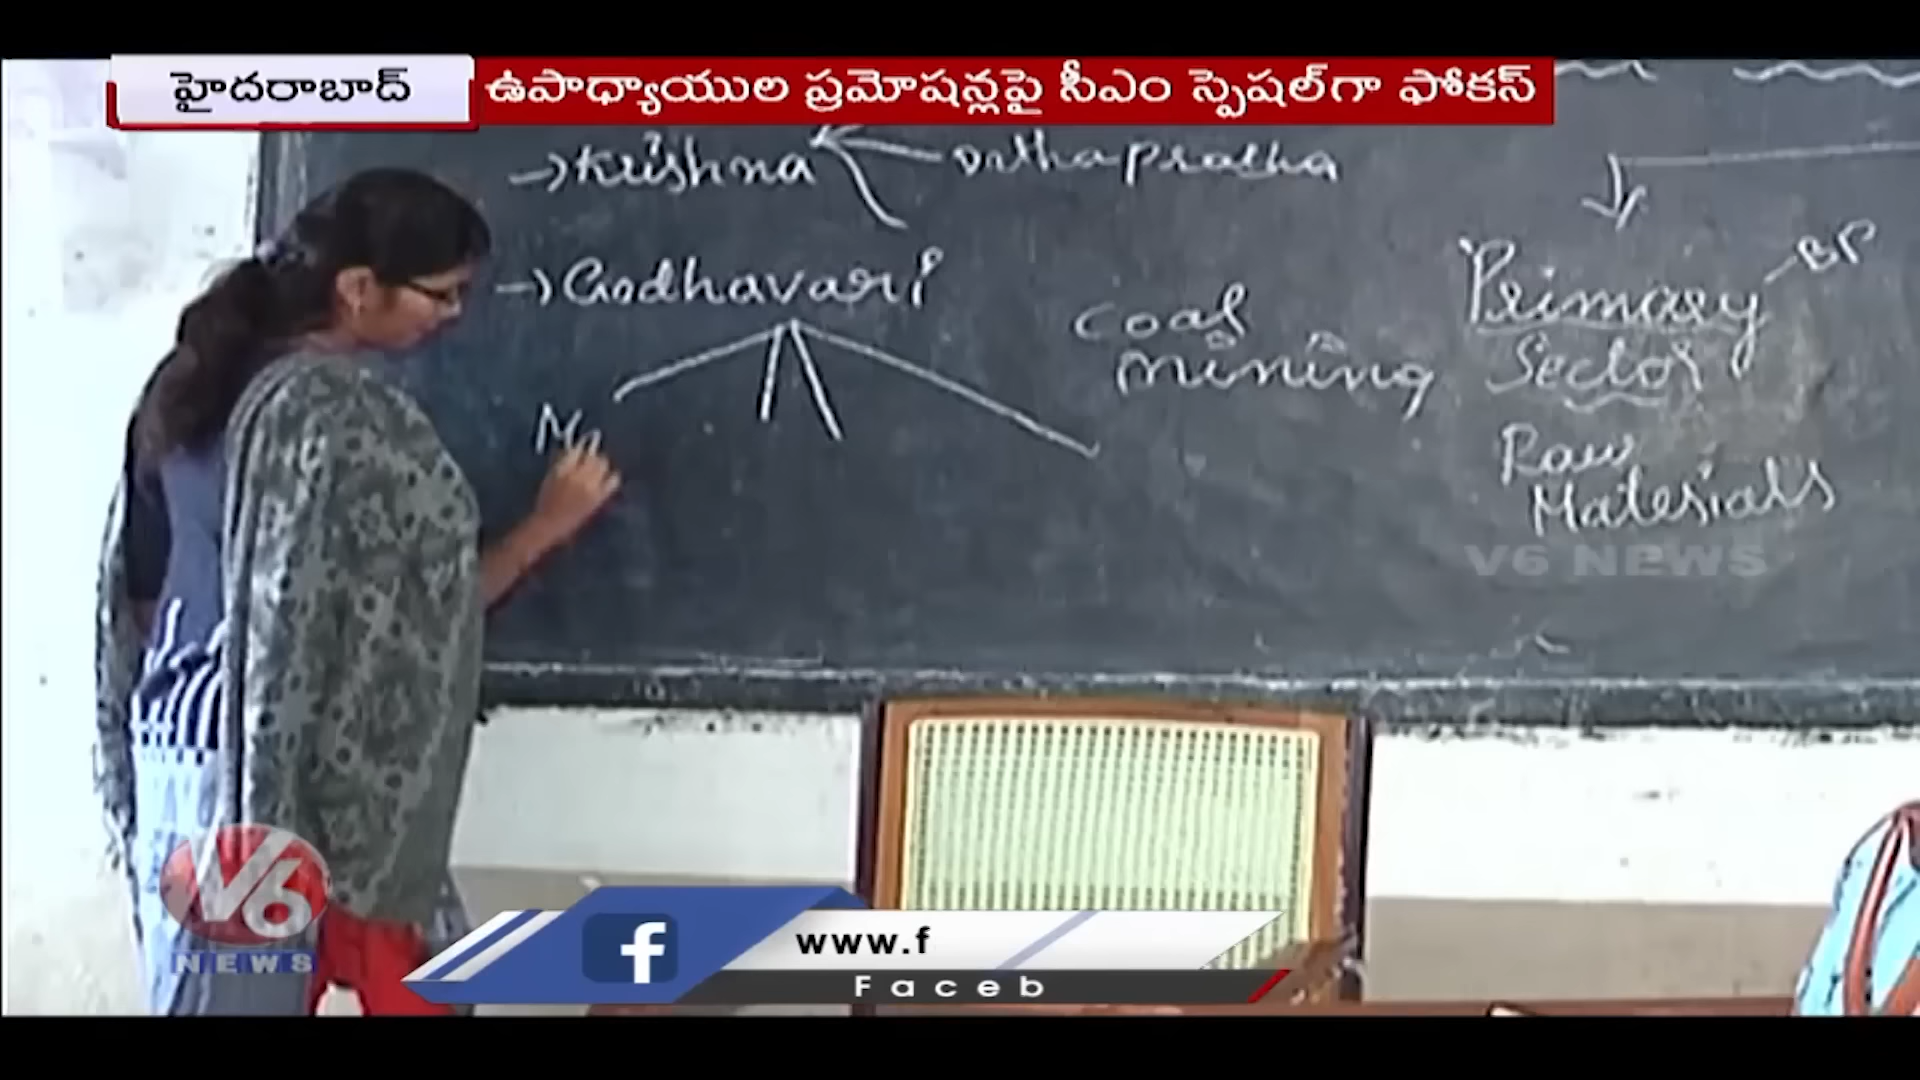 హైదరాబాద్
ఉపాధ్యాయుల ప్రమోషన్లపై సీఎం స్పెషల్‌గా ఫోకస్
→ Krishna
→ Godhavari
Coal
mining
Primary
Sector
Raw
Materials
V6 NEWS
V6
NEWS
f
www.f
Faceb